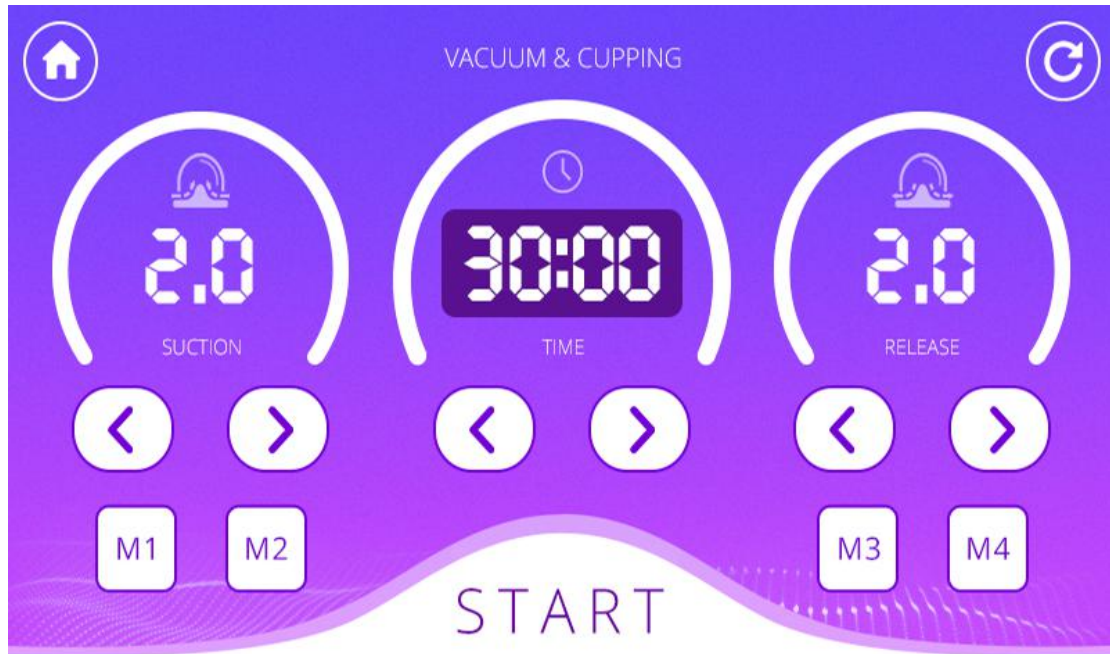 VACUUM & CUPPING
2.0
30:00
2.0
SUCTION
TIME
RELEASE
M1
M2
M3
M4
START